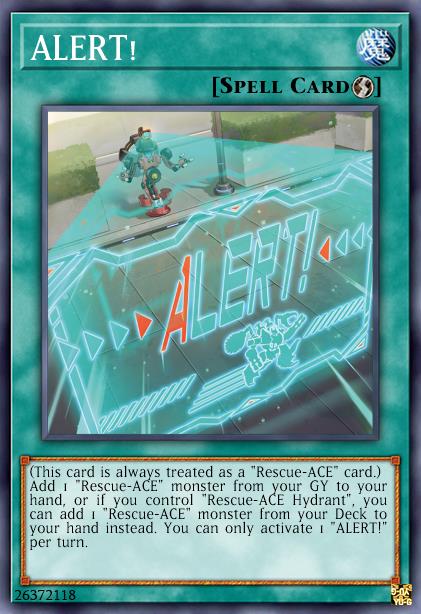 ALERT!
魔
[SPELL CARD]
ALERT!
(This card is always treated as a "Rescue-ACE" card.)
Add 1 "Rescue-ACE" monster from your GY to
your hand, or if you control "Rescue-ACE Hydrant", you
can add 1 "Rescue-ACE" monster from your Deck to
your hand instead. You can only activate 1 "ALERT!"
per turn.
26372118